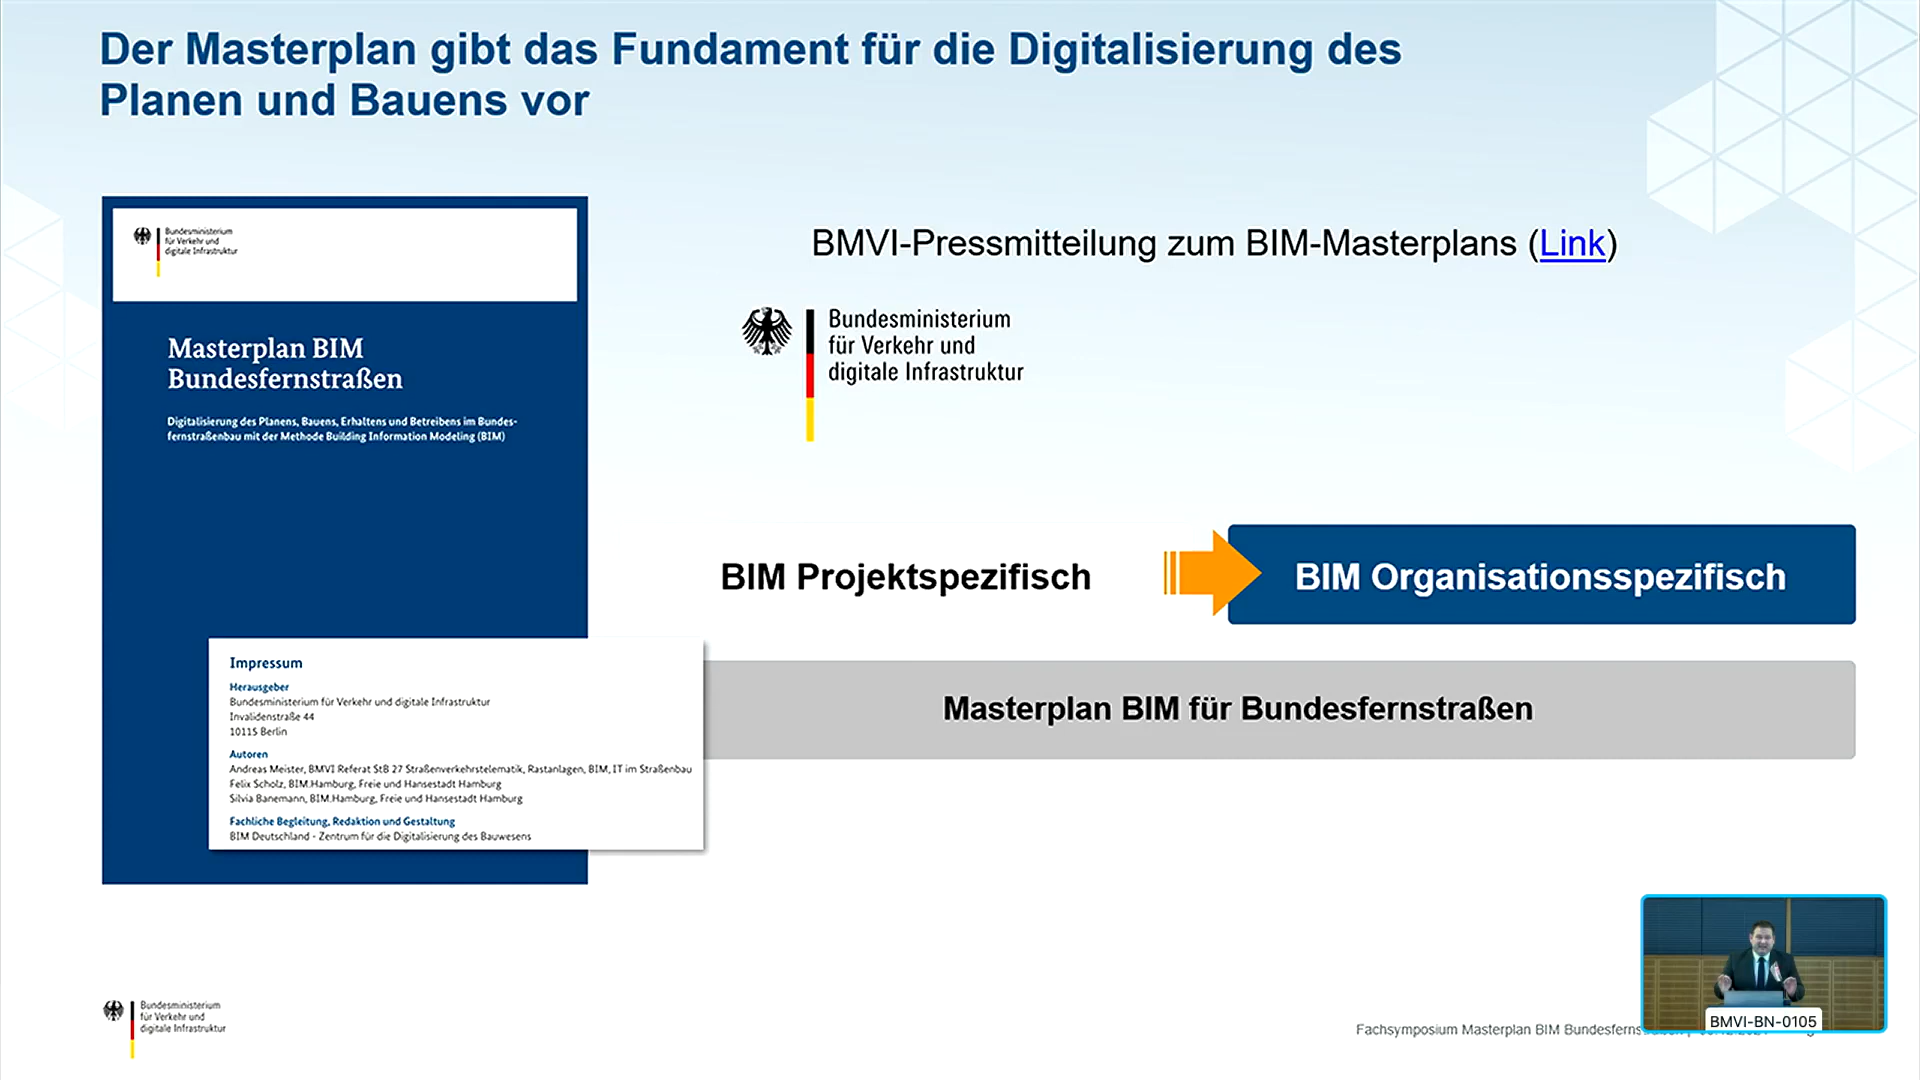 Der Masterplan gibt das Fundament für die Digitalisierung des
Planen und Bauens vor
Bundesministerium
für Verkehr und
digitale Infrastruktur
Masterplan BIM
Bundesfernstraßen
Digitalisierung des Planens, Bauens, Erhaltens und Betreibens im Bundes-
fernstraßenbau mit der Methode Building Information Modeling (BIM)
Impressum
Herausgeber
Bundesministerium für Verkehr und digitale Infrastruktur
Invalidenstraße 44
10115 Berlin
Autoren
Andreas Meister, BMVI Referat StB 27 Straßenverkehrstelematik, Rastanlagen, BIM, IT im Straßenbau
Felix Scholz, BIM.Hamburg, Freie und Hansestadt Hamburg
Silvia Banemann, BIM.Hamburg, Freie und Hansestadt Hamburg
Fachliche Begleitung, Redaktion und Gestaltung
BIM Deutschland - Zentrum für die Digitalisierung des Bauwesens
BMVI-Pressmitteilung zum BIM-Masterplans (Link)
Bundesministerium
für Verkehr und
digitale Infrastruktur
BIM Projektspezifisch
BIM Organisationsspezifisch
Masterplan BIM für Bundesfernstraßen
Bundesministerium
für Verkehr und
digitale Infrastruktur
Fachsymposium Masterplan BIM
BMVI-BN-0105